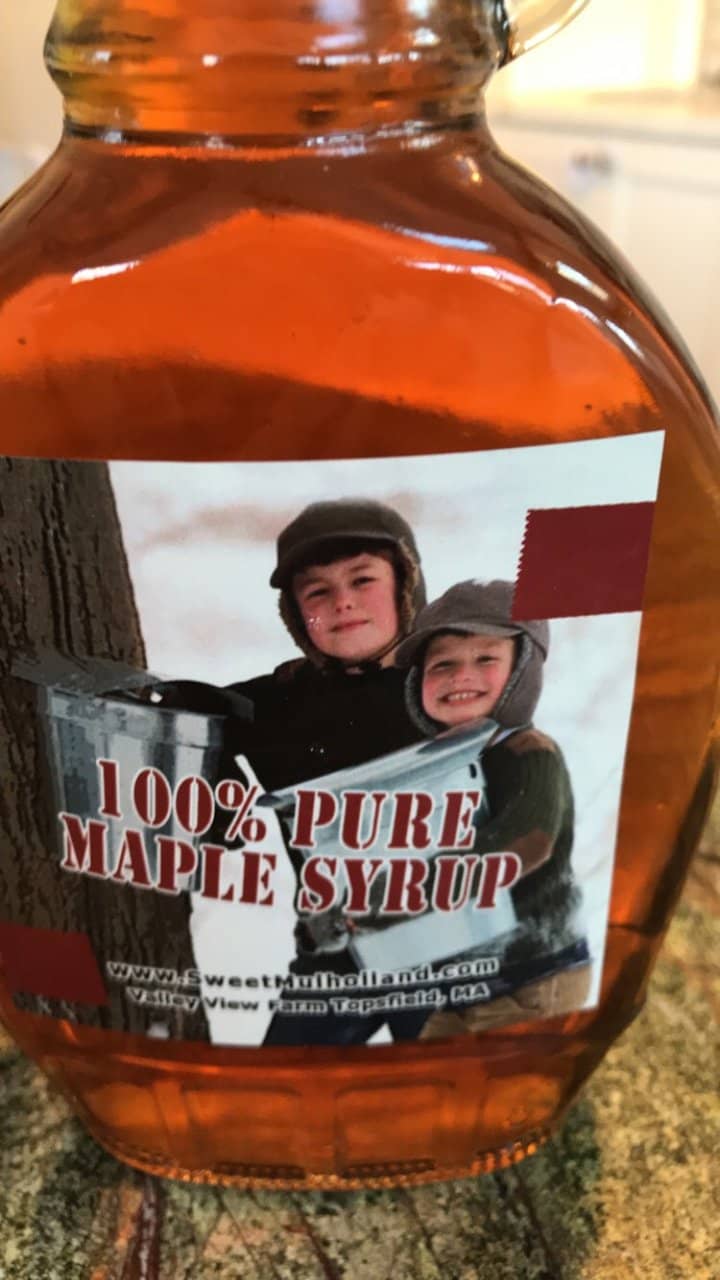 100% PURE
MAPLE SYRUP
www.SweetMulholland.com
Valley View Farm Topsfield, MA